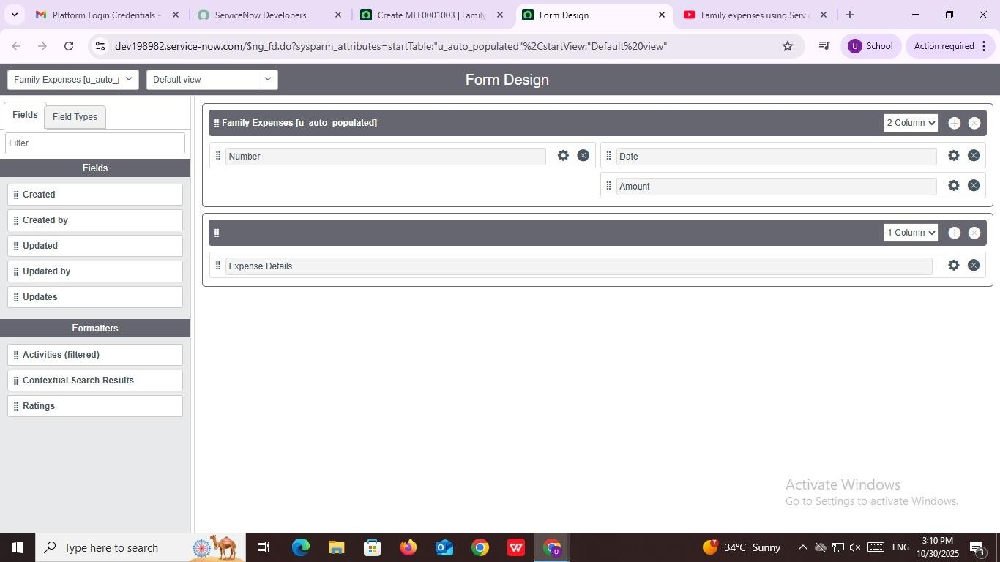 Platform Login Credentials -
ServiceNow Developers
Create MFE0001003 | Family
Form Design
Family expenses using Servic
dev198982.service-now.com/$ng_fd.do?sysparm_attributes=startTable:"u_auto_populated"%2CstartView:"Default%20view"
U School
Action required
Family Expenses [u_auto_p
Default view
Form Design
Fields
Field Types
Filter
Fields
Created
Created by
Updated
Updated by
Updates
Formatters
Activities (filtered)
Contextual Search Results
Ratings
Family Expenses [u_auto_populated]
2 Column
Number
Date
Amount
1 Column
Expense Details
Activate Windows
Go to Settings to activate Windows.
Type here to search
U
7
34°C Sunny
ENG
3:10 PM
10/30/2025
3